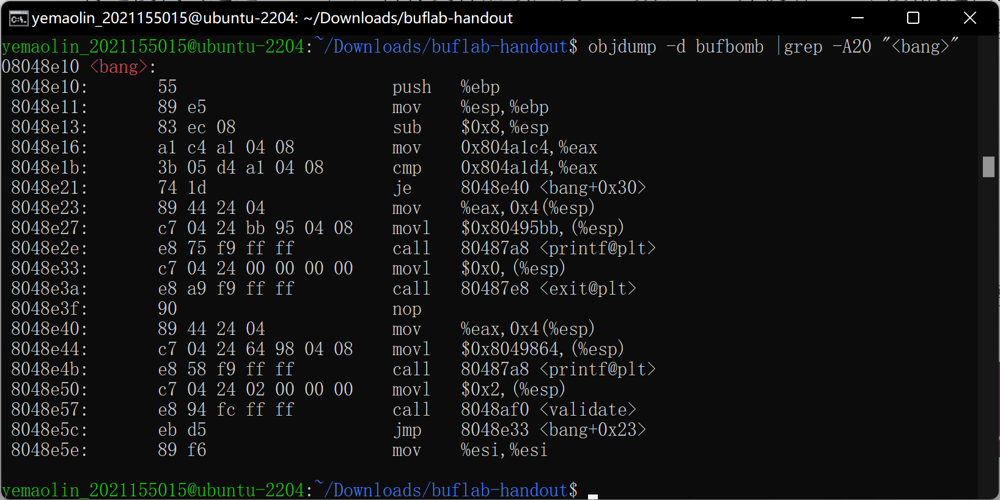 yemaolin_2021155015@ubuntu-2204: ~/Downloads/buflab-handout
yemaolin_2021155015@ubuntu-2204:~/Downloads/buflab-handout$ objdump -d bufbomb |grep -A20 "<bang>"
08048e10 <bang>:
 8048e10:	55	push   %ebp
 8048e11:	89 e5	mov    %esp,%ebp
 8048e13:	83 ec 08	sub    $0x8,%esp
 8048e16:	a1 c4 a1 04 08	mov    0x804a1c4,%eax
 8048e1b:	3b 05 d4 a1 04 08	cmp    0x804a1d4,%eax
 8048e21:	74 1d	je     8048e40 <bang+0x30>
 8048e23:	89 44 24 04	mov    %eax,0x4(%esp)
 8048e27:	c7 04 24 bb 95 04 08	movl   $0x80495bb,(%esp)
 8048e2e:	e8 75 f9 ff ff	call   80487a8 <printf@plt>
 8048e33:	c7 04 24 00 00 00 00	movl   $0x0,(%esp)
 8048e3a:	e8 a9 f9 ff ff	call   80487e8 <exit@plt>
 8048e3f:	90	nop
 8048e40:	89 44 24 04	mov    %eax,0x4(%esp)
 8048e44:	c7 04 24 64 98 04 08	movl   $0x8049864,(%esp)
 8048e4b:	e8 58 f9 ff ff	call   80487a8 <printf@plt>
 8048e50:	c7 04 24 02 00 00 00	movl   $0x2,(%esp)
 8048e57:	e8 94 fc ff ff	call   8048af0 <validate>
 8048e5c:	eb d5	jmp    8048e33 <bang+0x23>
 8048e5e:	89 f6	mov    %esi,%esi
yemaolin_2021155015@ubuntu-2204:~/Downloads/buflab-handout$